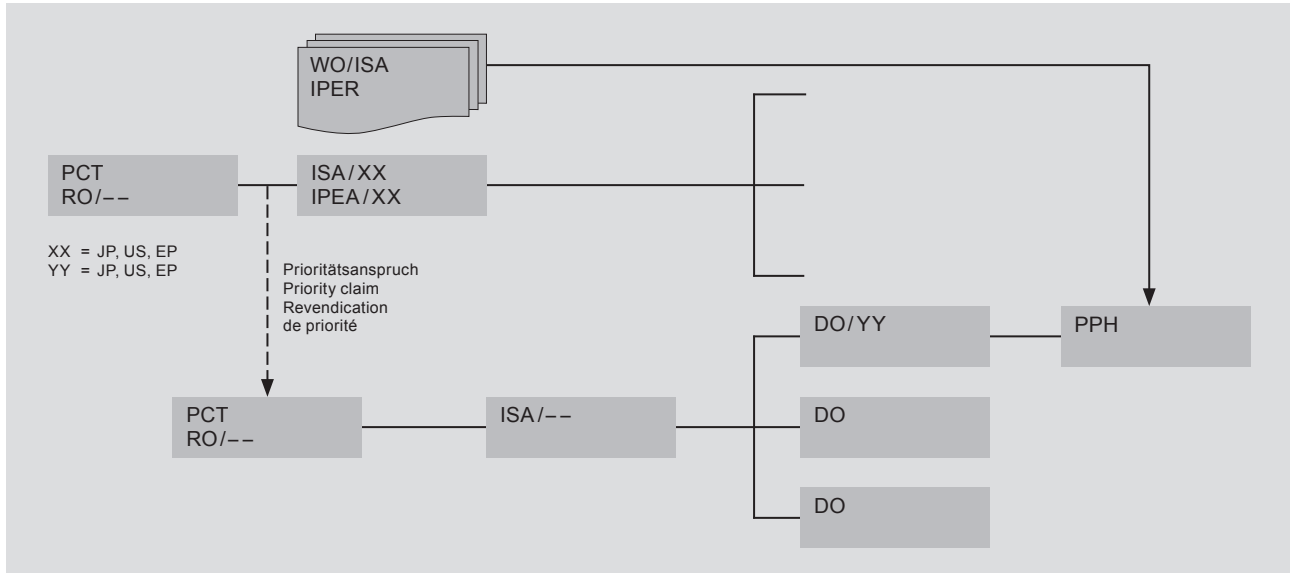 WO/ISA
IPER
PCT
RO/––
ISA/XX
IPEA/XX
XX = JP, US, EP
YY = JP, US, EP
Prioritätsanspruch
Priority claim
Revendication
de priorité
DO/YY
PPH
PCT
RO/––
ISA/––
DO
DO